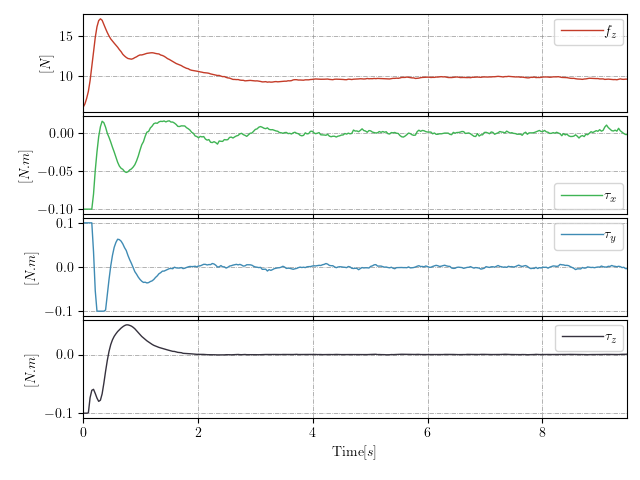 15
10
[N]
f_z
0.00
−0.05
−0.10
[N.m]
τ_x
0.1
0.0
−0.1
[N.m]
τ_y
0.0
−0.1
[N.m]
τ_z
0 2 4 6 8
Time[s]